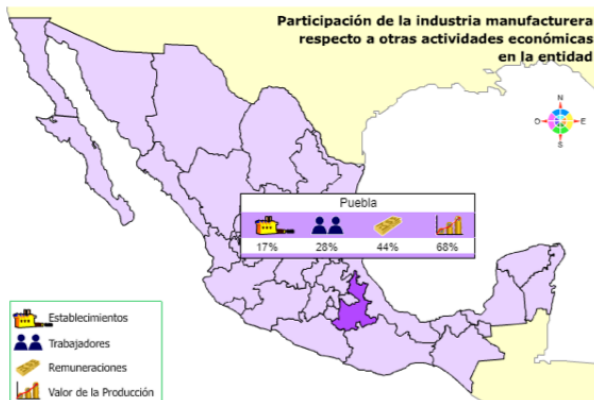 Participación de la industria manufacturera
respecto a otras actividades económicas
en la entidad
N
O E
S
Puebla
17% 28% 44% 68%
Establecimientos
Trabajadores
Remuneraciones
Valor de la Producción